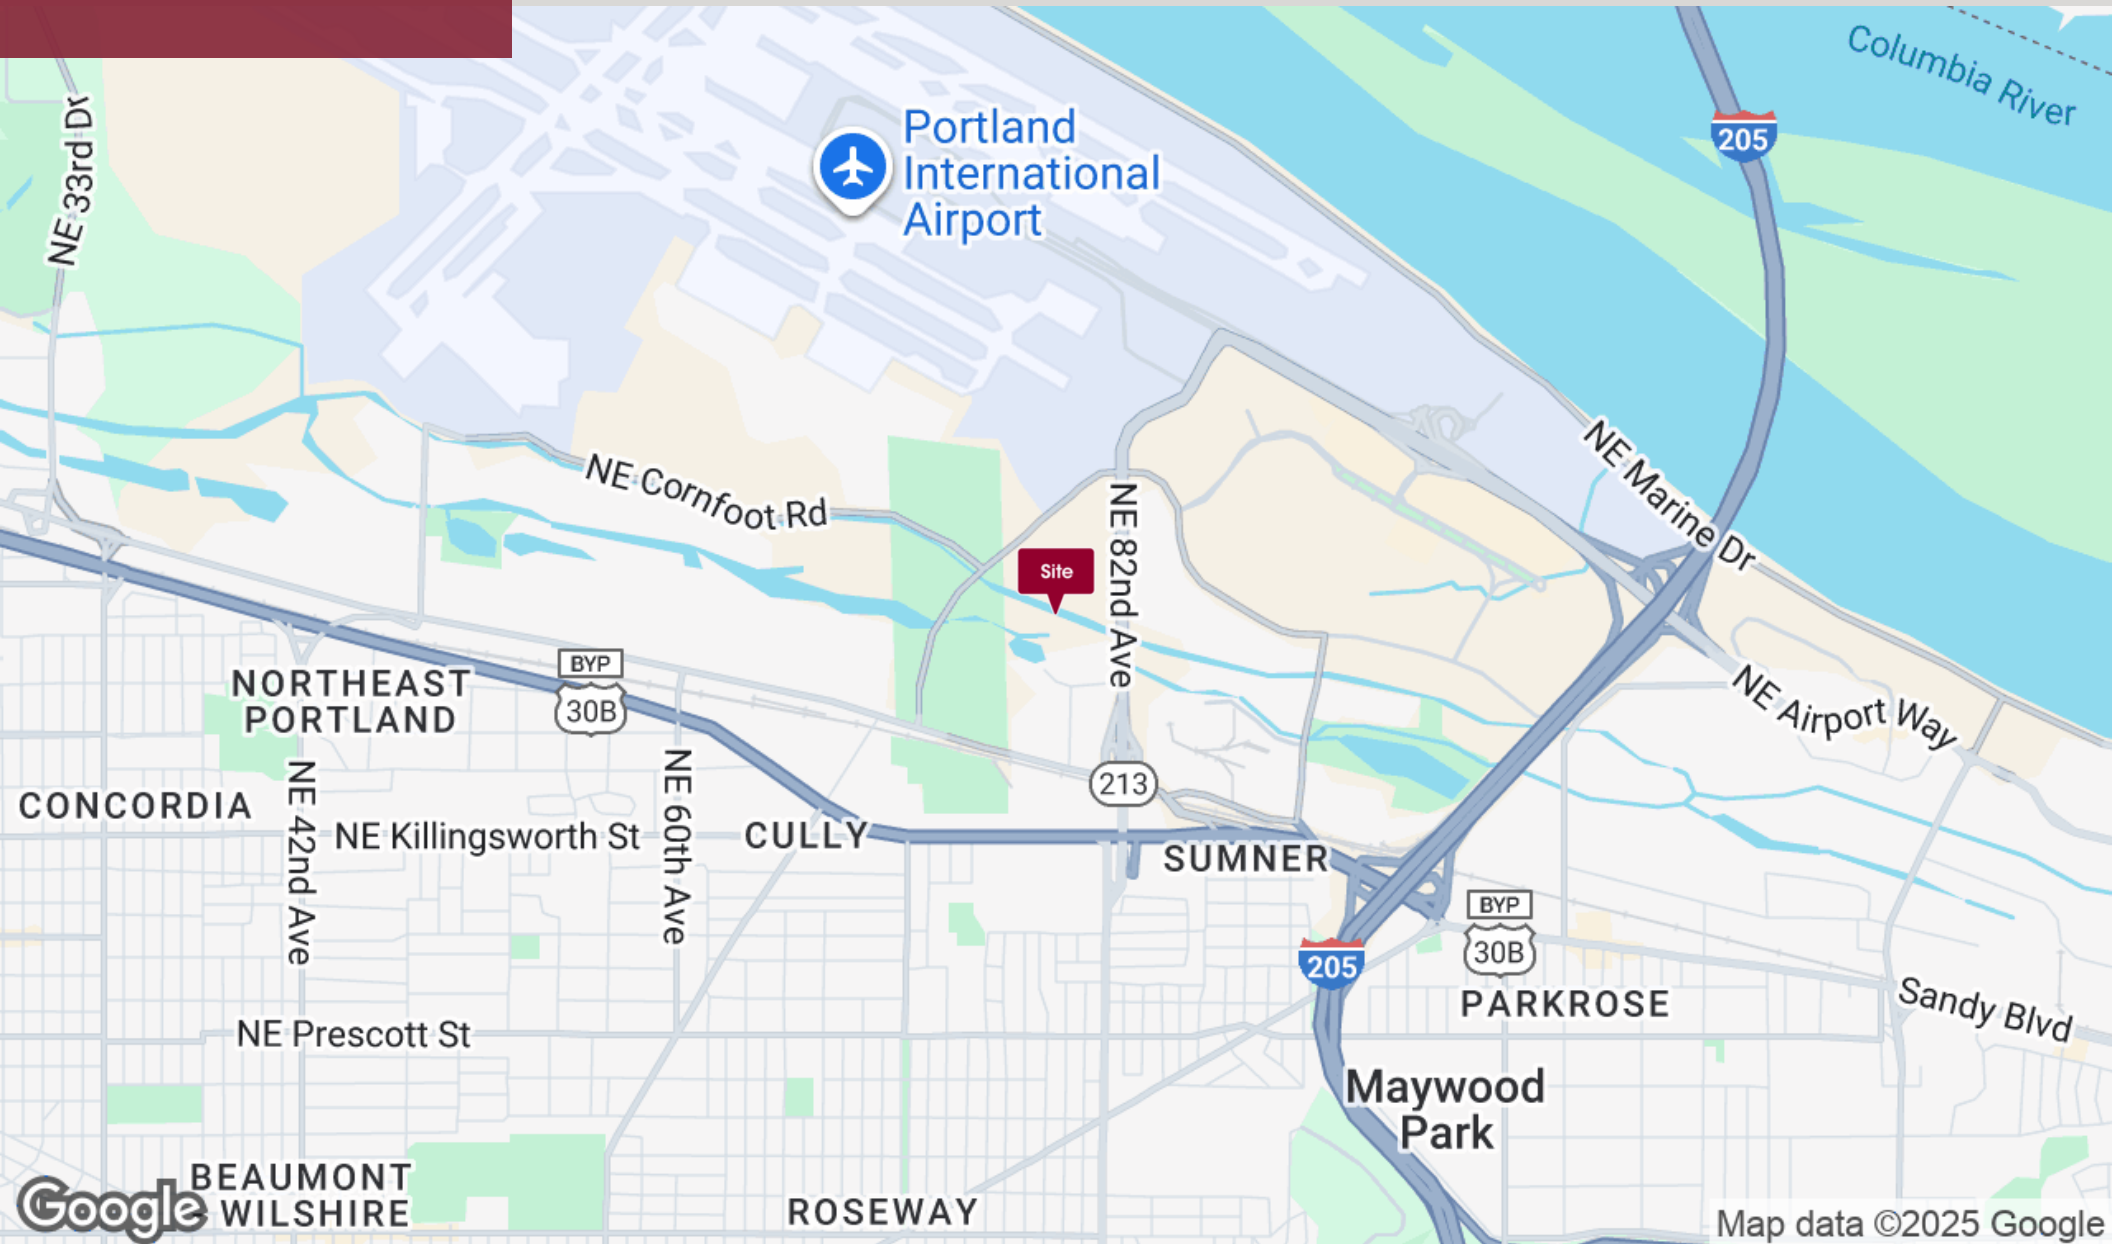 Columbia River
205
Portland
International
Airport
NE 33rd Dr
NE Marine Dr
NE Cornfoot Rd
NE 82nd Ave
Site
BYP
30B
NORTHEAST
PORTLAND
NE Airport Way
213
CONCORDIA
NE 42nd Ave
NE Killingsworth St
NE 60th Ave
CULLY
SUMNER
BYP
30B
205
PARKROSE
Sandy Blvd
NE Prescott St
Maywood
Park
BEAUMONT
- WILSHIRE
ROSEWAY
Google
Map data ©2025 Google